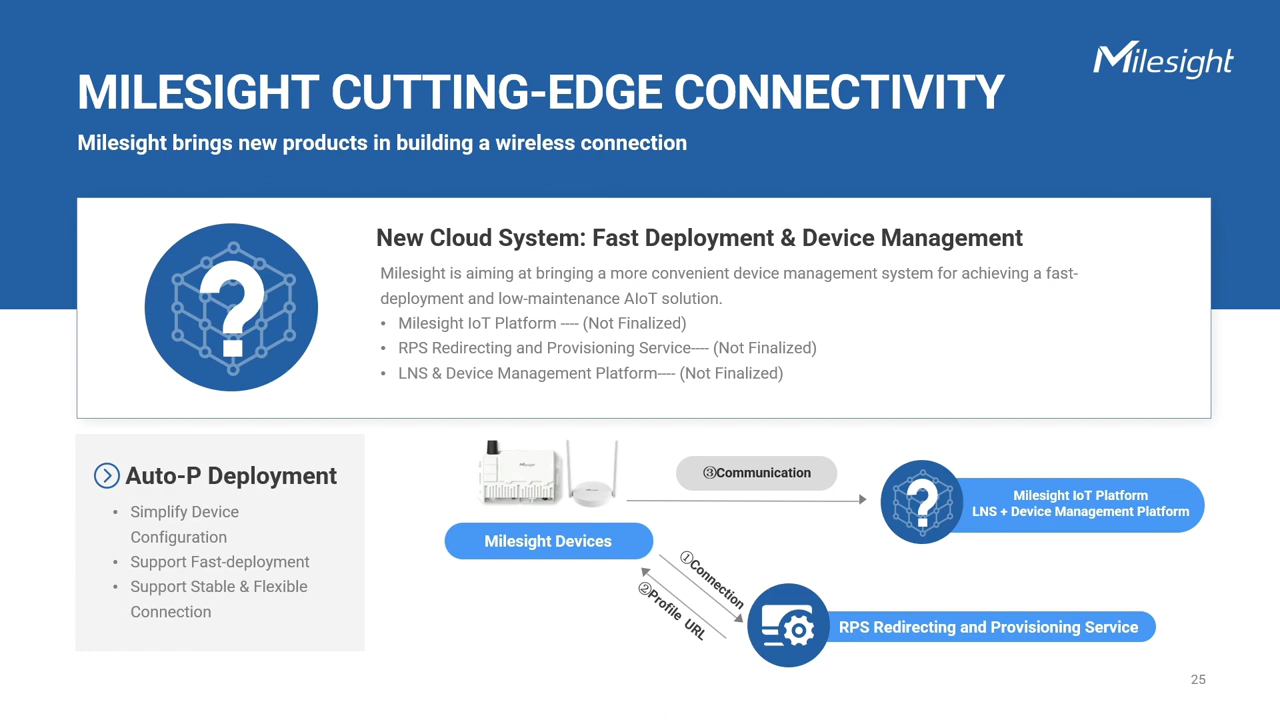 Milesight
MILESIGHT CUTTING-EDGE CONNECTIVITY
Milesight brings new products in building a wireless connection
New Cloud System: Fast Deployment & Device Management
Milesight is aiming at bringing a more convenient device management system for achieving a fast-
deployment and low-maintenance AIoT solution.
• Milesight IoT Platform ---- (Not Finalized)
• RPS Redirecting and Provisioning Service---- (Not Finalized)
• LNS & Device Management Platform---- (Not Finalized)
Auto-P Deployment
• Simplify Device
Configuration
• Support Fast-deployment
• Support Stable & Flexible
Connection
Milesight
Milesight Devices
③Communication
Milesight IoT Platform
LNS + Device Management Platform
①Connection
②Profile URL
RPS Redirecting and Provisioning Service
25